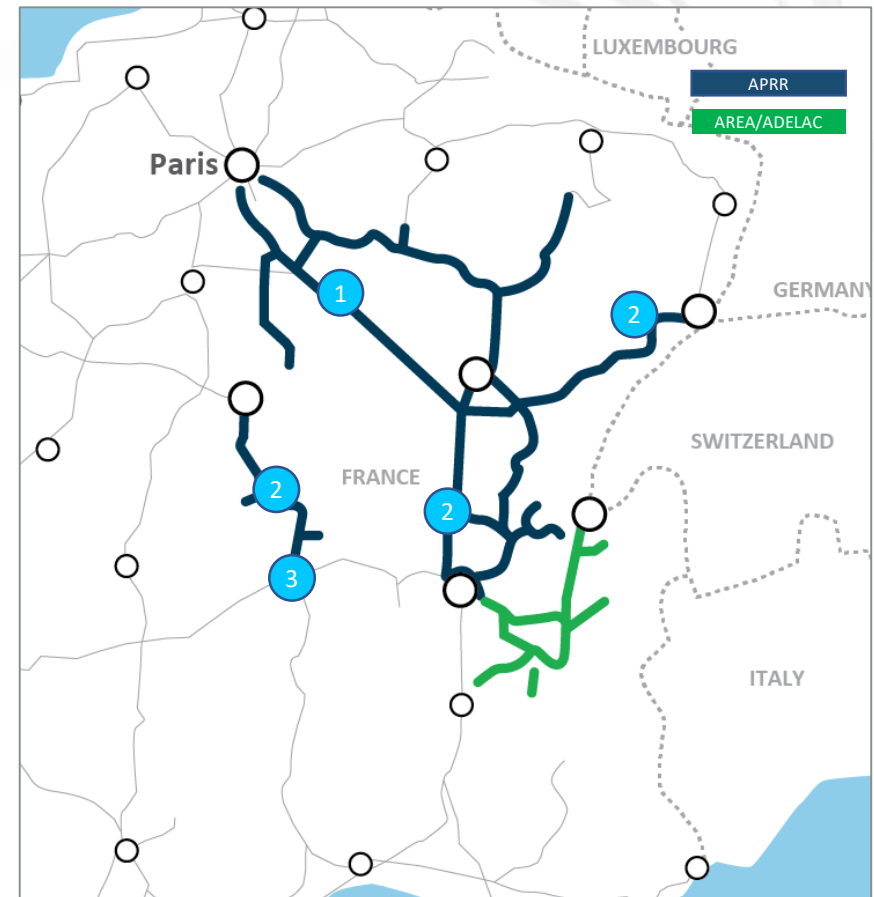 LUXEMBOURG
APRR
AREA/ADELAC
Paris
GERMANY
1
2
SWITZERLAND
FRANCE
2
2
3
ITALY